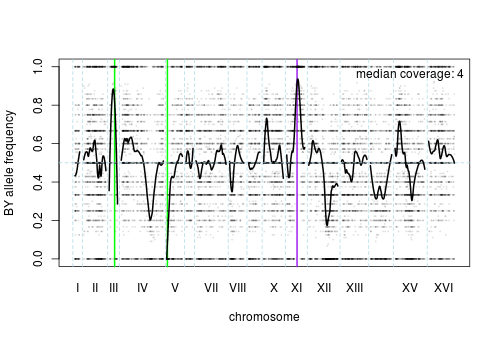 median coverage: 4
BY allele frequency
0.0 0.2 0.4 0.6 0.8 1.0
I II III IV V VII VIII X XI XII XIII XV XVI
chromosome